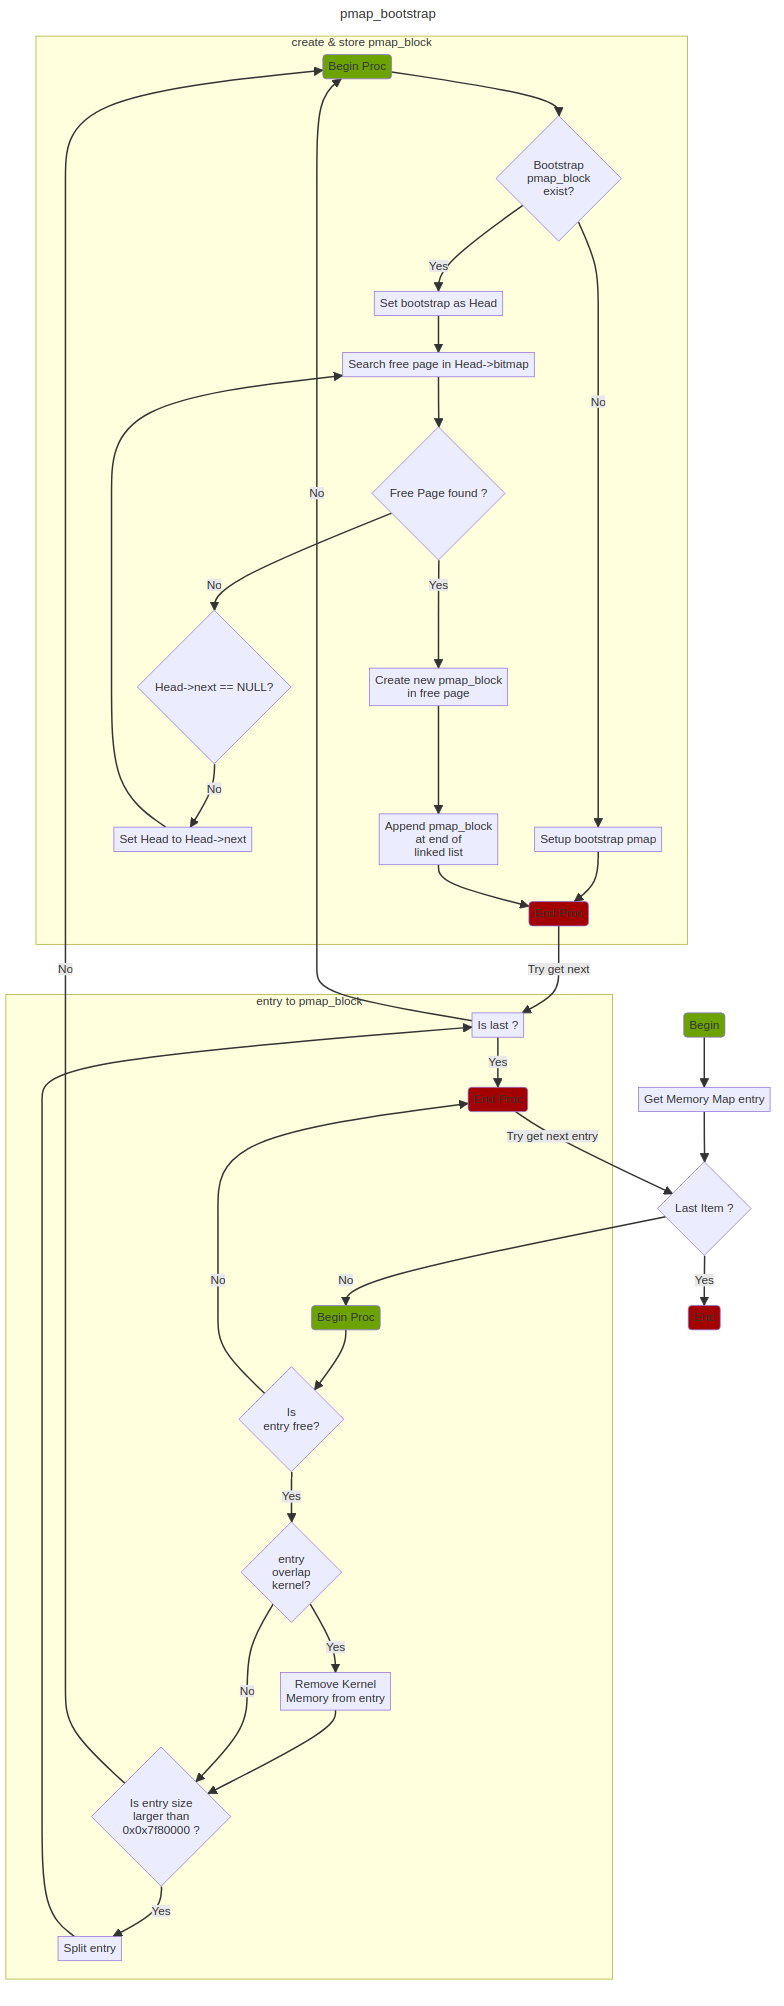 pmap_bootstrap
create & store pmap_block
Begin Proc
Bootstrap
pmap_block
exist?
Yes
Set bootstrap as Head
Search free page in Head->bitmap
No
No
Free Page found ?
No
Yes
Create new pmap_block
in free page
Head->next == NULL?
No
Set Head to Head->next
Append pmap_block
at end of
linked list
Setup bootstrap pmap
End Proc
No
Try get next
entry to pmap_block
Is last ?
Begin
Yes
End Proc
Get Memory Map entry
Try get next entry
Last Item ?
No
No
Yes
Begin Proc
End
Is
entry free?
Yes
entry
overlap
kernel?
Yes
No
Remove Kernel
Memory from entry
Is entry size
larger than
0x0x7f80000 ?
Yes
Split entry